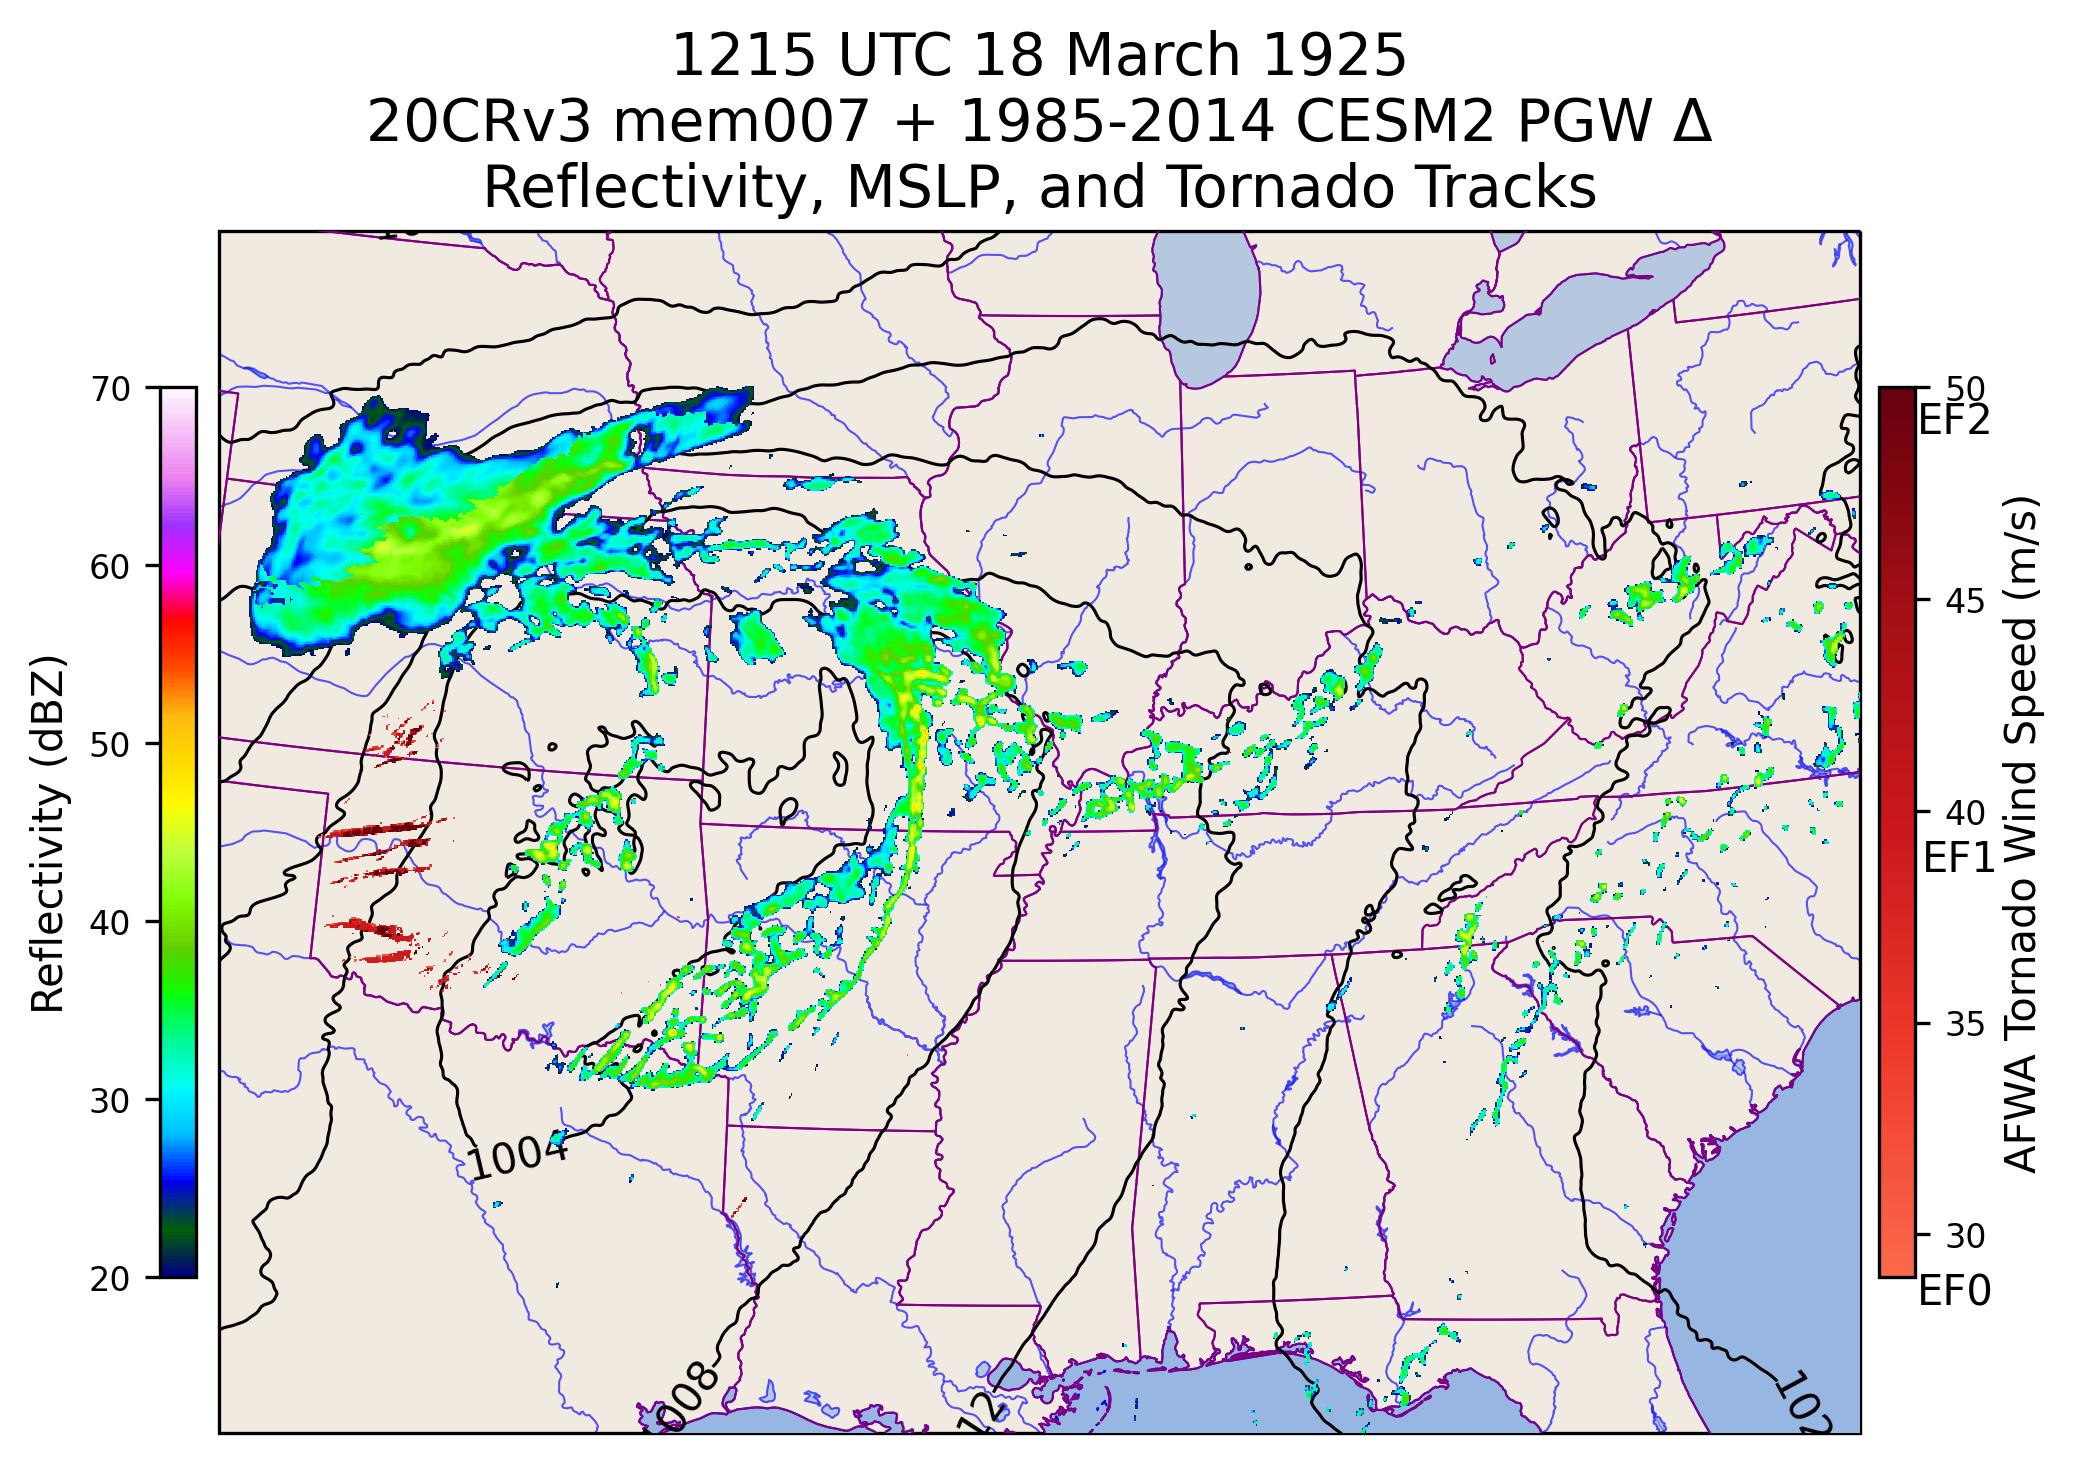 1215 UTC 18 March 1925
20CRv3 mem007 + 1985-2014 CESM2 PGW Δ
Reflectivity, MSLP, and Tornado Tracks
70
60
50
40
30
20
Reflectivity (dBZ)
1004
008
12
102
50
EF2
45
40
EF1
35
30
EF0
AFWA Tornado Wind Speed (m/s)